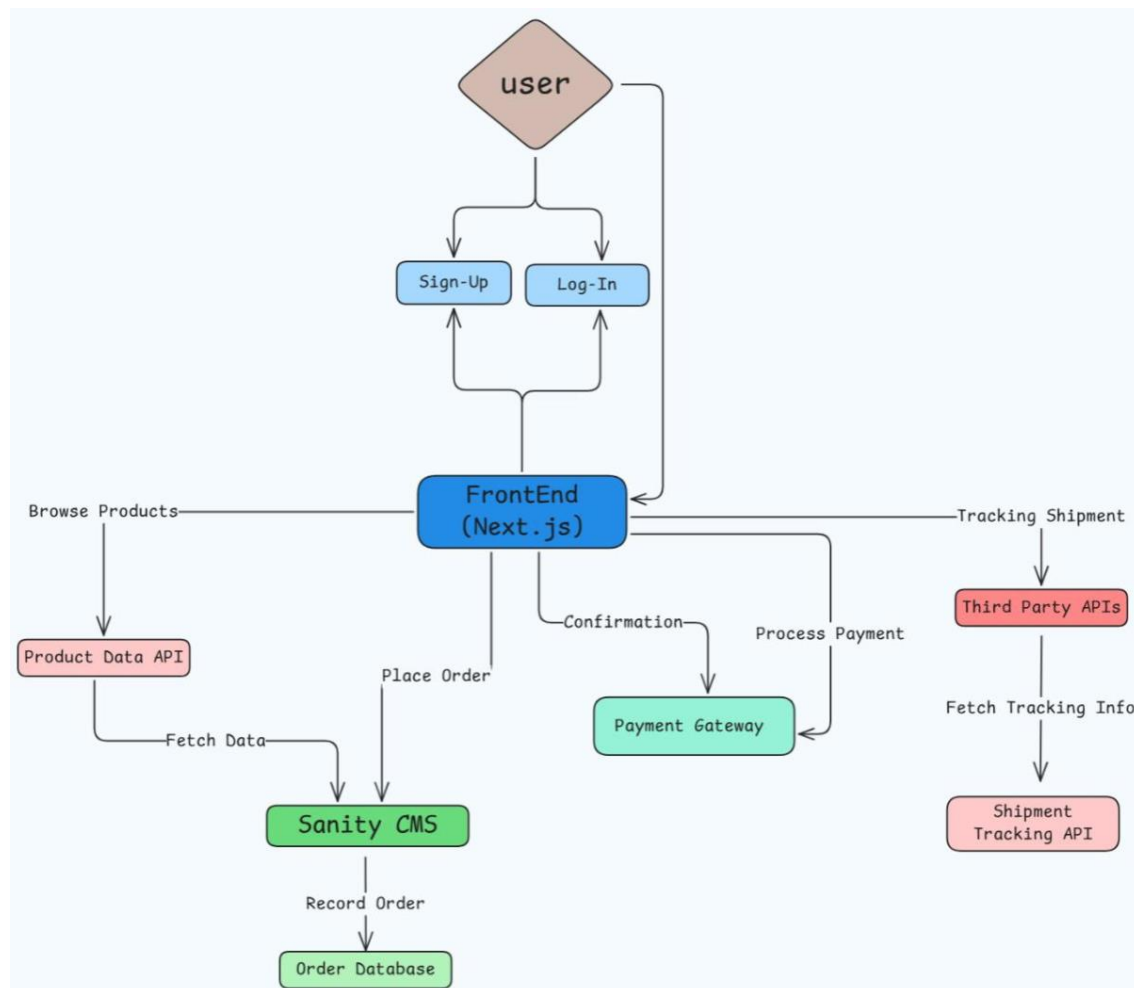 user
Sign-Up
Log-In
FrontEnd
(Next.js)
Browse Products
Tracking Shipment
Third Party APIs
Confirmation
Process Payment
Product Data API
Place Order
Fetch Tracking Info
Payment Gateway
Fetch Data
Shipment
Tracking API
Sanity CMS
Record Order
Order Database